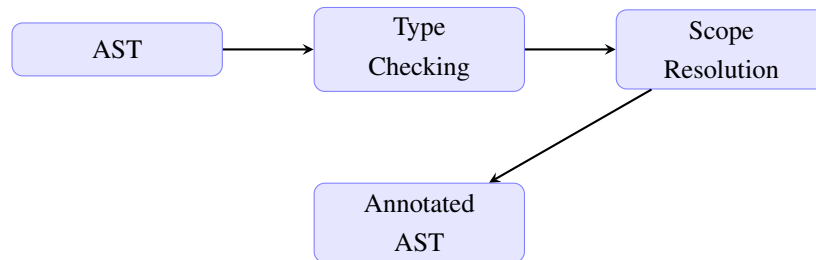 AST
Type
Checking
Scope
Resolution
Annotated
AST